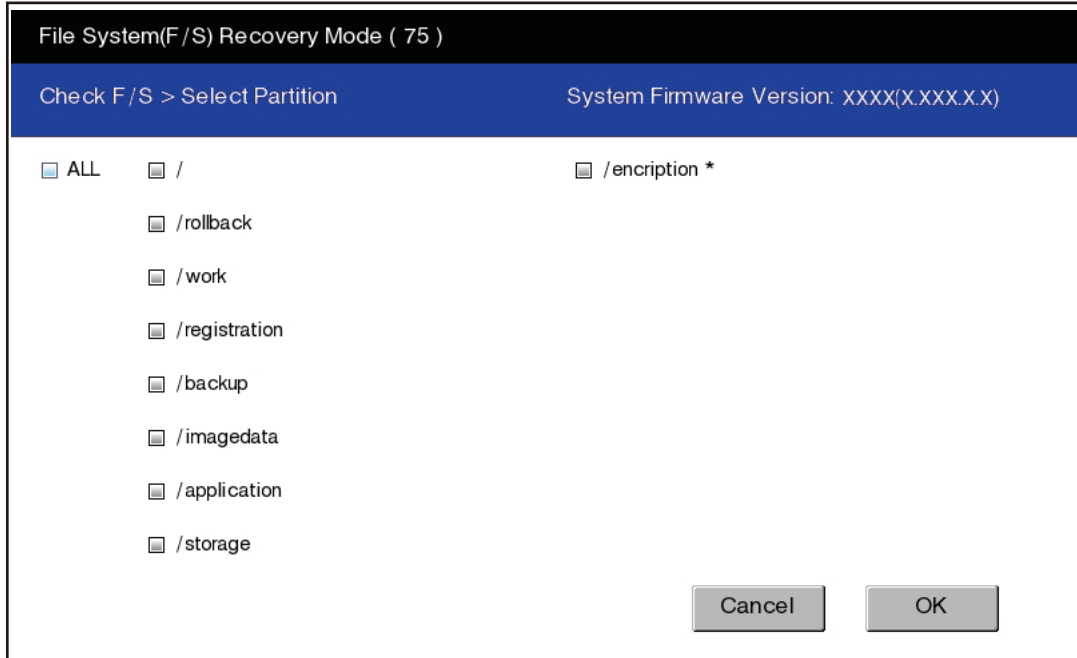 File System(F/S) Recovery Mode ( 75 )
Check F/S > Select Partition System Firmware Version: XXXX(X.XXX.X.X)
ALL / /encription *
/rollback
/work
/registration
/backup
/imagedata
/application
/storage
Cancel OK